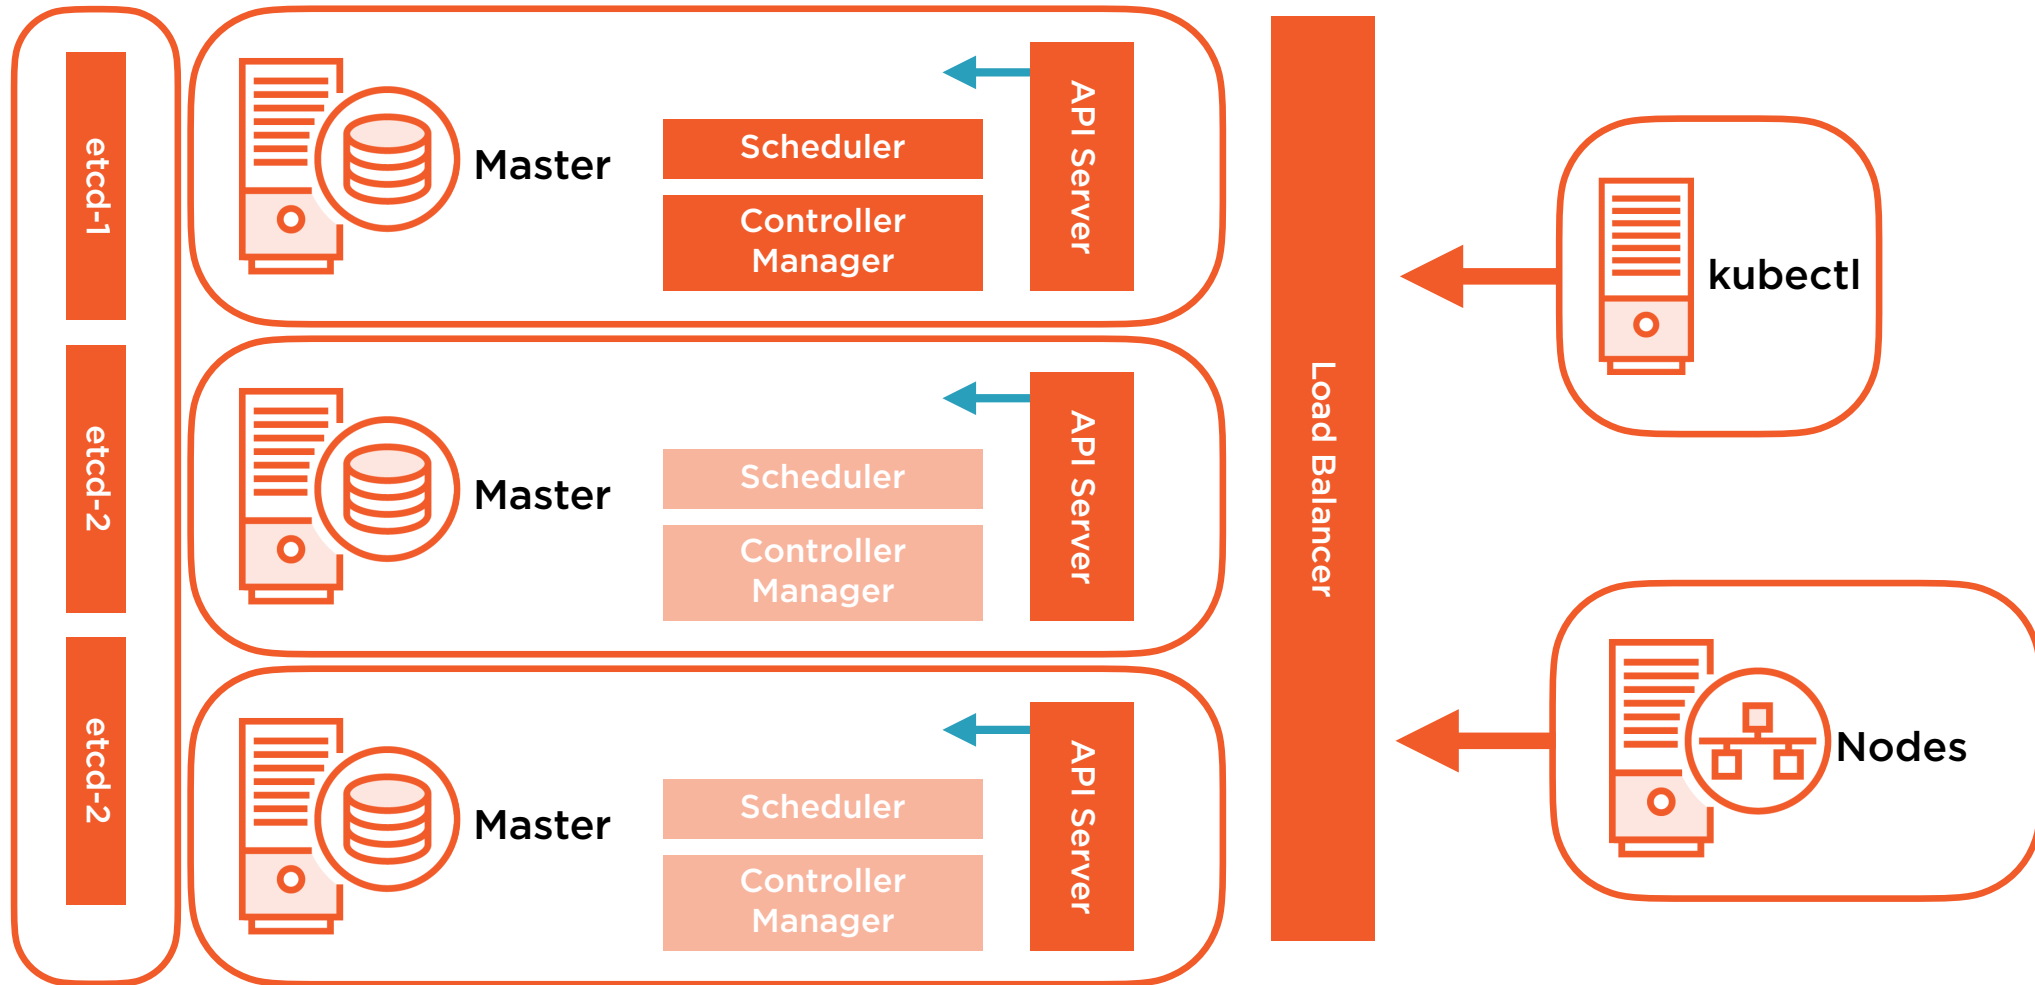 etcd-1
etcd-2
etcd-2
Master
Scheduler
Controller
Manager
API Server
Master
Scheduler
Controller
Manager
API Server
Master
Scheduler
Controller
Manager
API Server
Load Balancer
kubectl
Nodes